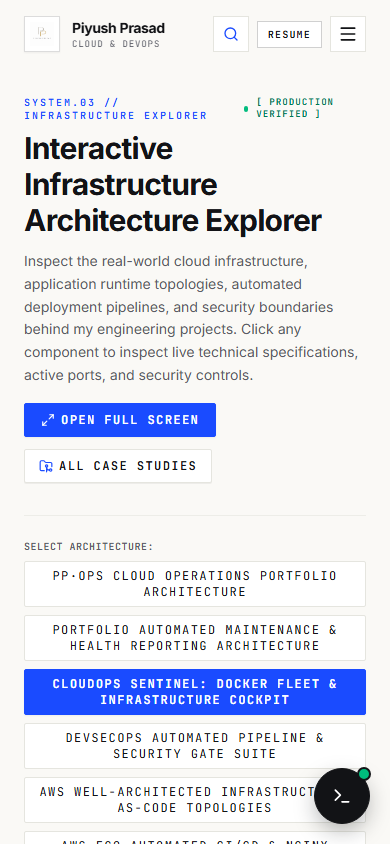 Piyush Prasad
CLOUD & DEVOPS
RESUME
SYSTEM.03 //
INFRASTRUCTURE EXPLORER
[ PRODUCTION
VERIFIED ]
Interactive
Infrastructure
Architecture Explorer
Inspect the real-world cloud infrastructure,
application runtime topologies, automated
deployment pipelines, and security boundaries
behind my engineering projects. Click any
component to inspect live technical specifications,
active ports, and security controls.
OPEN FULL SCREEN
ALL CASE STUDIES
SELECT ARCHITECTURE:
PP·OPS CLOUD OPERATIONS PORTFOLIO
ARCHITECTURE
PORTFOLIO AUTOMATED MAINTENANCE &
HEALTH REPORTING ARCHITECTURE
CLOUDOPS SENTINEL: DOCKER FLEET &
INFRASTRUCTURE COCKPIT
DEVSECOPS AUTOMATED PIPELINE &
SECURITY GATE SUITE
AWS WELL-ARCHITECTED
AS-CODE TOPOLOGIES